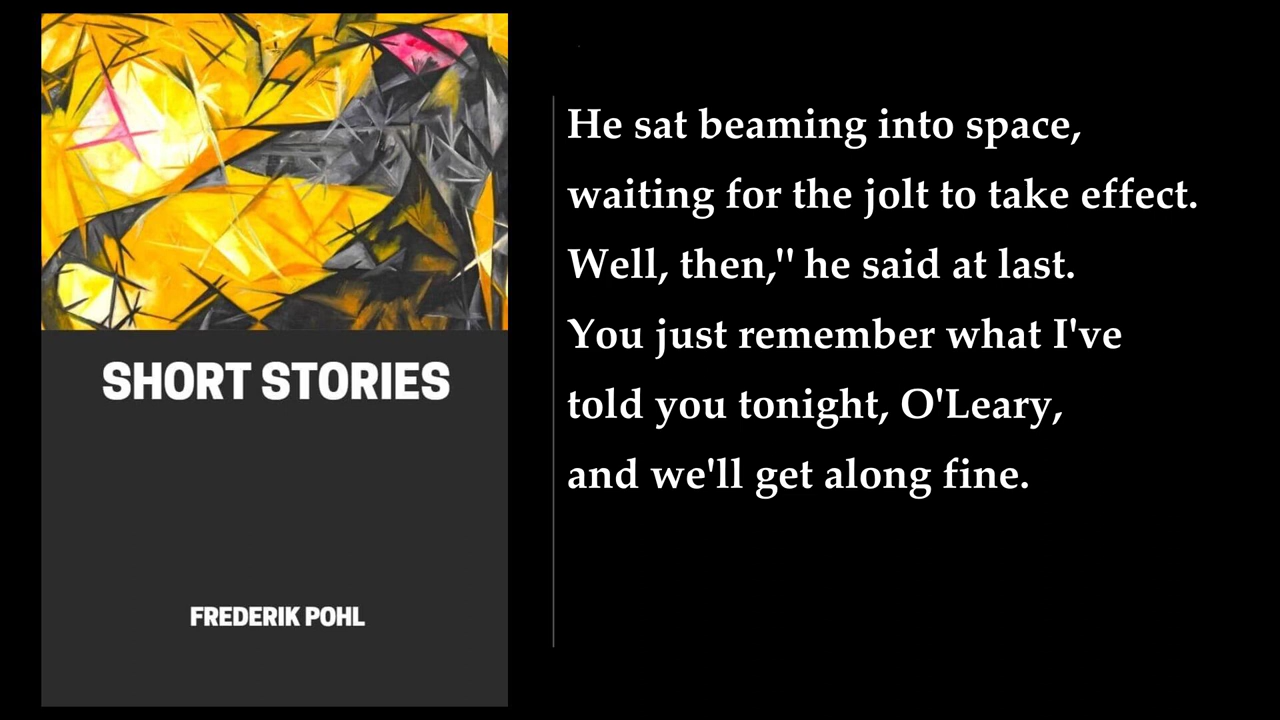 SHORT STORIES
FREDERIK POHL
He sat beaming into space,
waiting for the jolt to take effect.
Well, then," he said at last.
You just remember what I've
told you tonight, O'Leary,
and we'll get along fine.